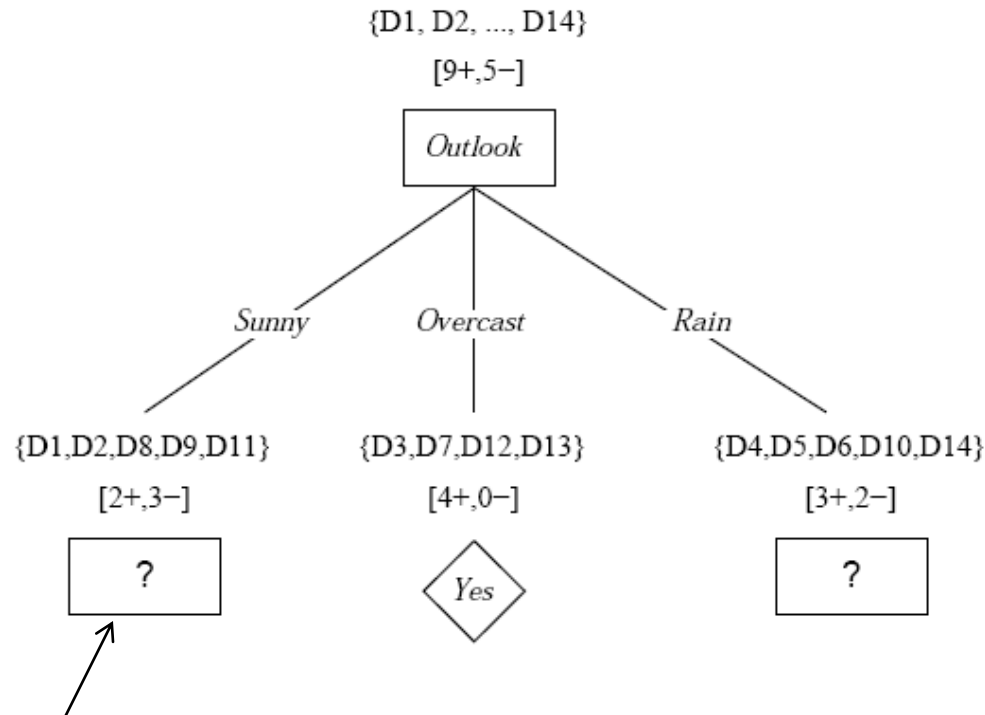 {D1, D2, ..., D14}
[9+,5−]
Outlook
Sunny
Overcast
Rain
{D1,D2,D8,D9,D11}
{D3,D7,D12,D13}
{D4,D5,D6,D10,D14}
[2+,3−]
[4+,0−]
[3+,2−]
?
Yes
?